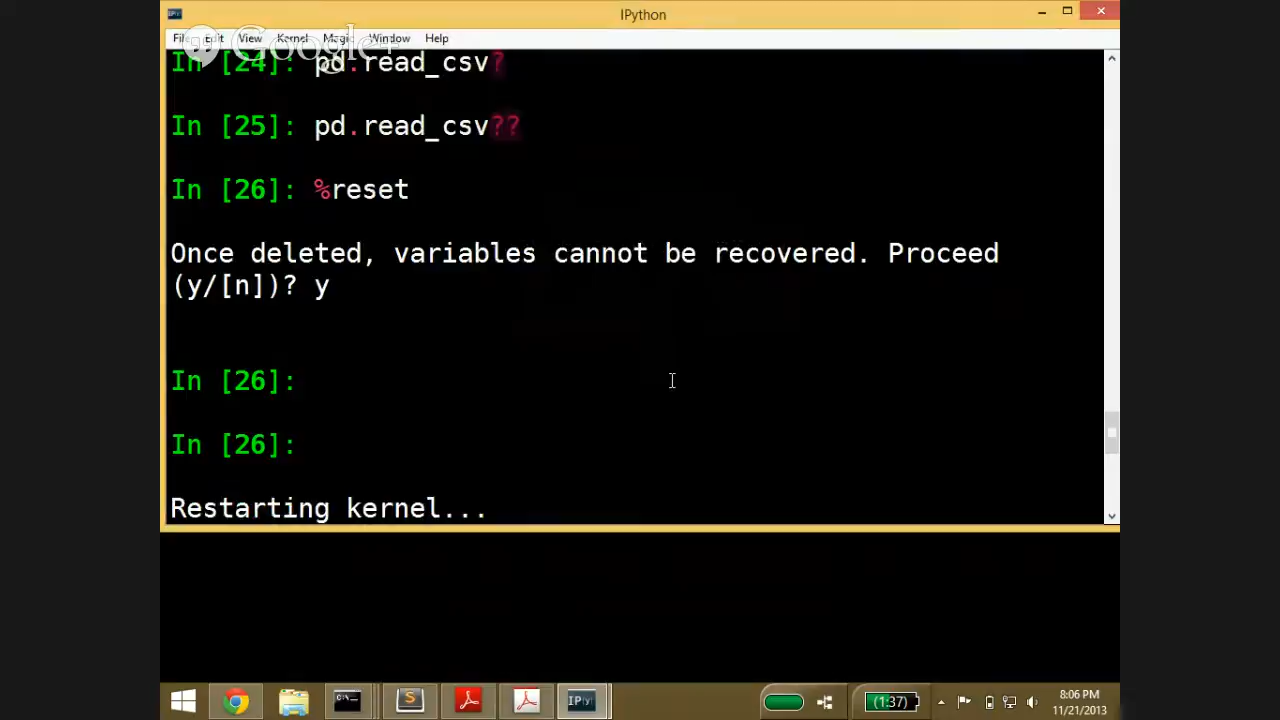 IPython
File Edit View Kernel Magic Window Help
Google+
In [24]: pd.read_csv?
In [25]: pd.read_csv??
In [26]: %reset
Once deleted, variables cannot be recovered. Proceed
(y/[n])? y
In [26]:
In [26]:
Restarting kernel...
(1:37)
8:06 PM
11/21/2013